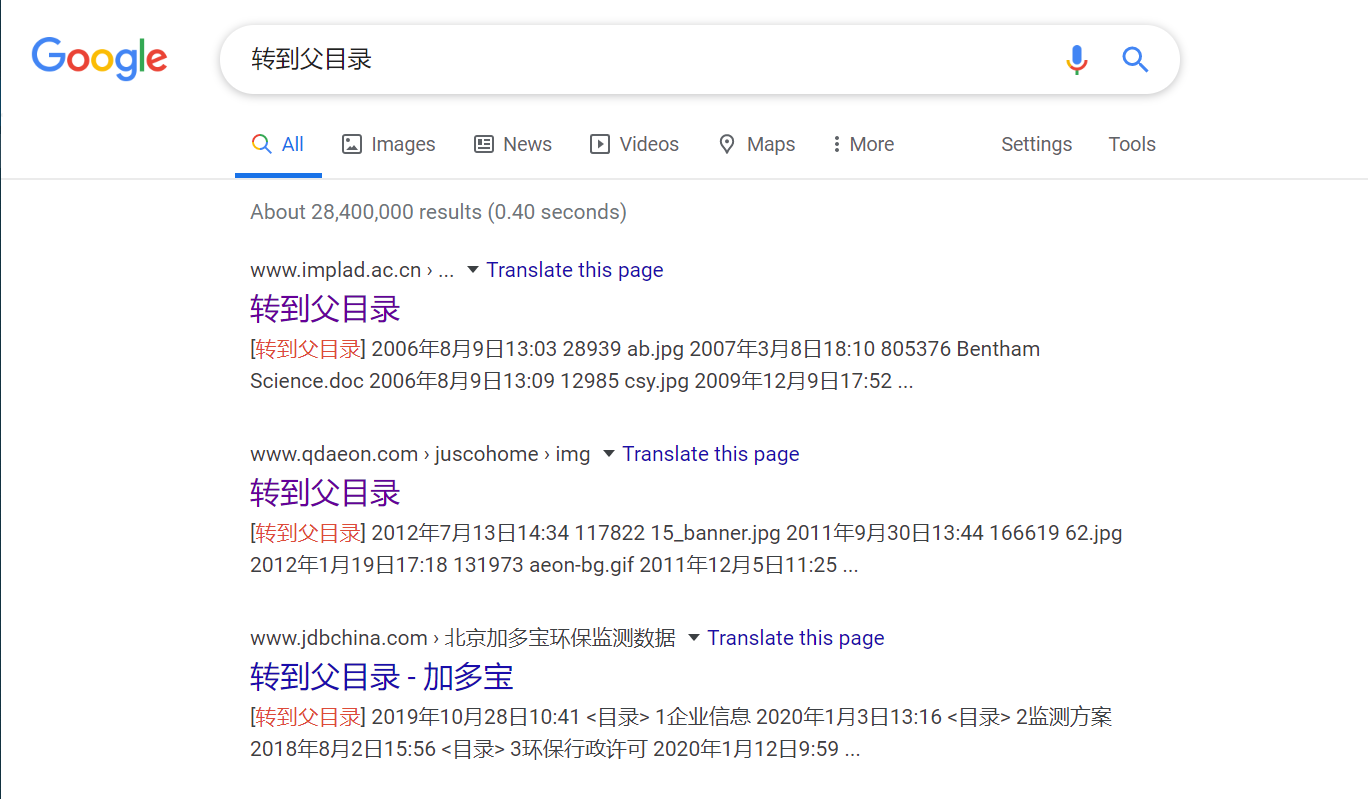 Google
转到父目录
All Images News Videos Maps More Settings Tools
About 28,400,000 results (0.40 seconds)
www.implad.ac.cn › ... Translate this page
转到父目录
[转到父目录] 2006年8月9日13:03 28939 ab.jpg 2007年3月8日18:10 805376 Bentham
Science.doc 2006年8月9日13:09 12985 csy.jpg 2009年12月9日17:52 ...
www.qdaeon.com › juscohome › img Translate this page
转到父目录
[转到父目录] 2012年7月13日14:34 117822 15_banner.jpg 2011年9月30日13:44 166619 62.jpg
2012年1月19日17:18 131973 aeon-bg.gif 2011年12月5日11:25 ...
www.jdbchina.com › 北京加多宝环保监测数据 Translate this page
转到父目录 - 加多宝
[转到父目录] 2019年10月28日10:41 <目录> 1企业信息 2020年1月3日13:16 <目录> 2监测方案
2018年8月2日15:56 <目录> 3环保行政许可 2020年1月12日9:59 ...